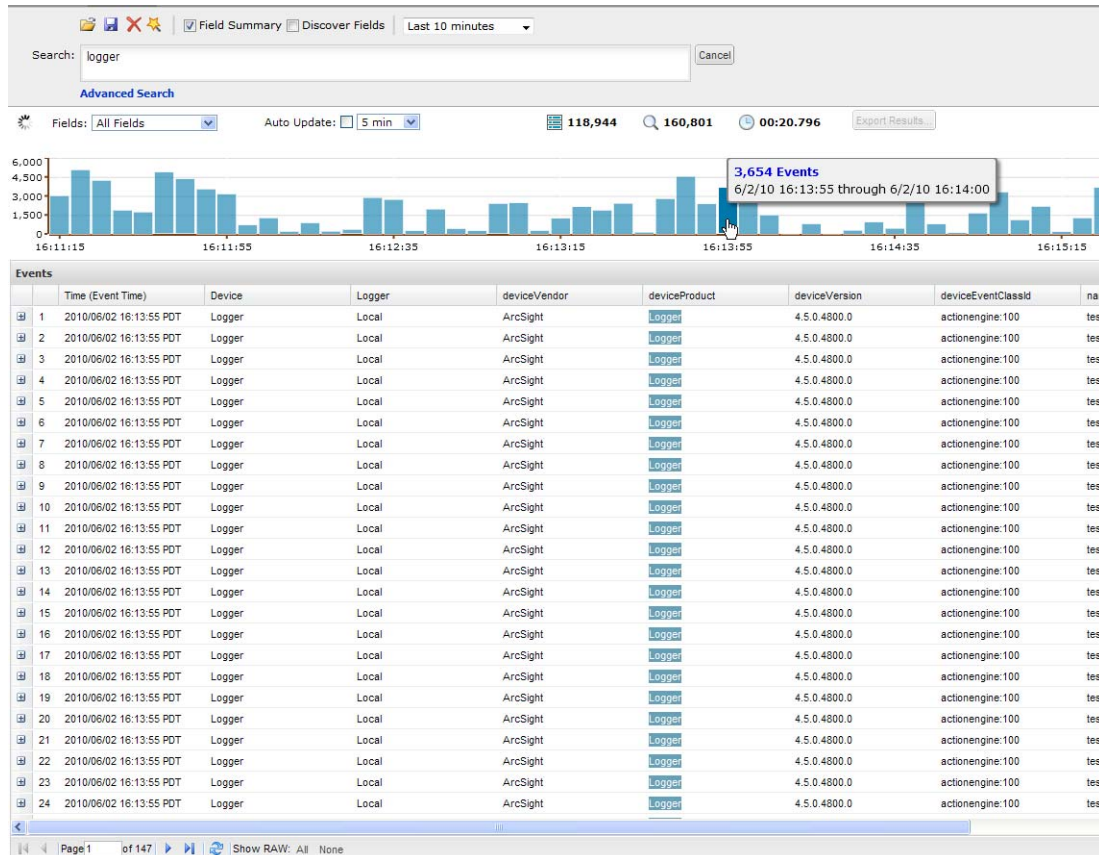 Field Summary Discover Fields Last 10 minutes
Search: logger Cancel
Advanced Search
Fields: All Fields Auto Update: 5 min 118,944 160,801 00:20.796 Export Results...
6,000
4,500
3,000
1,500
0
3,654 Events
6/2/10 16:13:55 through 6/2/10 16:14:00
16:11:15 16:11:55 16:12:35 16:13:15 16:13:55 16:14:35 16:15:15
Events
Time (Event Time) Device Logger deviceVendor deviceProduct deviceVersion deviceEventClassId na
1 2010/06/02 16:13:55 PDT Logger Local ArcSight Logger 4.5.0.4800.0 actionengine:100 tes
2 2010/06/02 16:13:55 PDT Logger Local ArcSight Logger 4.5.0.4800.0 actionengine:100 tes
3 2010/06/02 16:13:55 PDT Logger Local ArcSight Logger 4.5.0.4800.0 actionengine:100 tes
4 2010/06/02 16:13:55 PDT Logger Local ArcSight Logger 4.5.0.4800.0 actionengine:100 tes
5 2010/06/02 16:13:55 PDT Logger Local ArcSight Logger 4.5.0.4800.0 actionengine:100 tes
6 2010/06/02 16:13:55 PDT Logger Local ArcSight Logger 4.5.0.4800.0 actionengine:100 tes
7 2010/06/02 16:13:55 PDT Logger Local ArcSight Logger 4.5.0.4800.0 actionengine:100 tes
8 2010/06/02 16:13:55 PDT Logger Local ArcSight Logger 4.5.0.4800.0 actionengine:100 tes
9 2010/06/02 16:13:55 PDT Logger Local ArcSight Logger 4.5.0.4800.0 actionengine:100 tes
10 2010/06/02 16:13:55 PDT Logger Local ArcSight Logger 4.5.0.4800.0 actionengine:100 tes
11 2010/06/02 16:13:55 PDT Logger Local ArcSight Logger 4.5.0.4800.0 actionengine:100 tes
12 2010/06/02 16:13:55 PDT Logger Local ArcSight Logger 4.5.0.4800.0 actionengine:100 tes
13 2010/06/02 16:13:55 PDT Logger Local ArcSight Logger 4.5.0.4800.0 actionengine:100 tes
14 2010/06/02 16:13:55 PDT Logger Local ArcSight Logger 4.5.0.4800.0 actionengine:100 tes
15 2010/06/02 16:13:55 PDT Logger Local ArcSight Logger 4.5.0.4800.0 actionengine:100 tes
16 2010/06/02 16:13:55 PDT Logger Local ArcSight Logger 4.5.0.4800.0 actionengine:100 tes
17 2010/06/02 16:13:55 PDT Logger Local ArcSight Logger 4.5.0.4800.0 actionengine:100 tes
18 2010/06/02 16:13:55 PDT Logger Local ArcSight Logger 4.5.0.4800.0 actionengine:100 tes
19 2010/06/02 16:13:55 PDT Logger Local ArcSight Logger 4.5.0.4800.0 actionengine:100 tes
20 2010/06/02 16:13:55 PDT Logger Local ArcSight Logger 4.5.0.4800.0 actionengine:100 tes
21 2010/06/02 16:13:55 PDT Logger Local ArcSight Logger 4.5.0.4800.0 actionengine:100 tes
22 2010/06/02 16:13:55 PDT Logger Local ArcSight Logger 4.5.0.4800.0 actionengine:100 tes
23 2010/06/02 16:13:55 PDT Logger Local ArcSight Logger 4.5.0.4800.0 actionengine:100 tes
24 2010/06/02 16:13:55 PDT Logger Local ArcSight Logger 4.5.0.4800.0 actionengine:100 tes
Page 1 of 147 Show RAW: All None